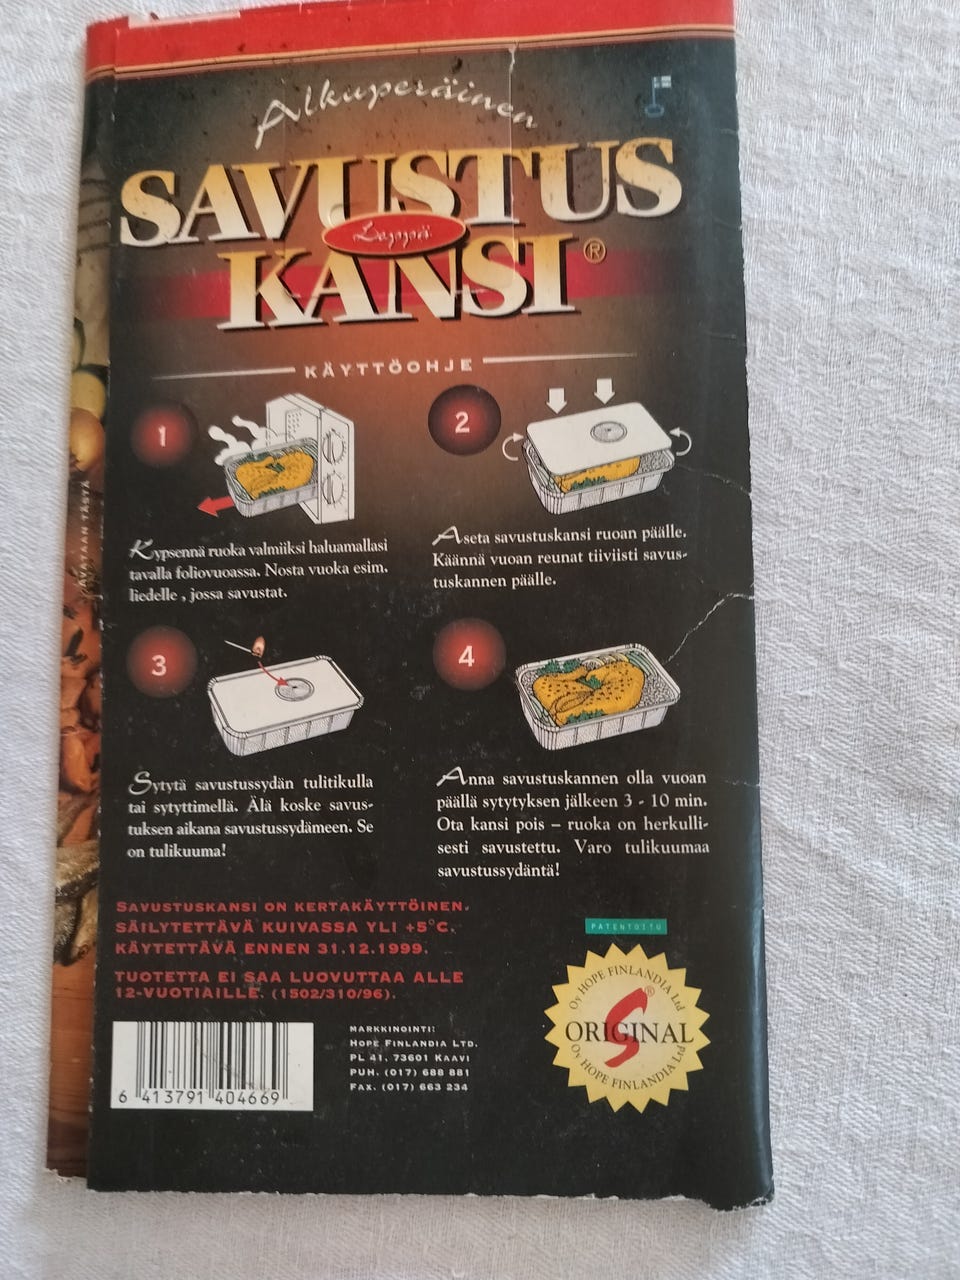 Alkuperäinen
SAVUSTUS
Leppä
KANSI®
KÄYTTÖOHJE
1
2
Kypsennä ruoka valmiiksi haluamallasi
tavalla foliovuoassa. Nosta vuoka esim.
liedelle , jossa savustat.
Aseta savustuskansi ruoan päälle.
Käännä vuoan reunat tiiviisti savus-
tuskannen päälle.
3
4
Sytytä savustussydän tulitikulla
tai sytyttimellä. Älä koske savus-
tuksen aikana savustussydämeen. Se
on tulikuuma!
Anna savustuskannen olla vuoan
päällä sytytyksen jälkeen 3 - 10 min.
Ota kansi pois – ruoka on herkulli-
sesti savustettu. Varo tulikuumaa
savustussydäntä!
SAVUSTUSKANSI ON KERTAKÄYTTÖINEN.
SÄILYTETTÄVÄ KUIVASSA YLI +5°C.
KÄYTETTÄVÄ ENNEN 31.12.1999.
TUOTETTA EI SAA LUOVUTTAA ALLE
12-VUOTIAILLE. (1502/310/96).
MARKKINOINTI:
HOPE FINLANDIA LTD.
PL 41, 73601 KAAVI
PUH. (017) 688 881
FAX. (017) 663 234
6 413791 404669
PATENTOITU
Oy HOPE FINLANDIA Ltd
S®
ORIGINAL
Oy HOPE FINLANDIA Ltd
AVATAAN TÄSTÄ